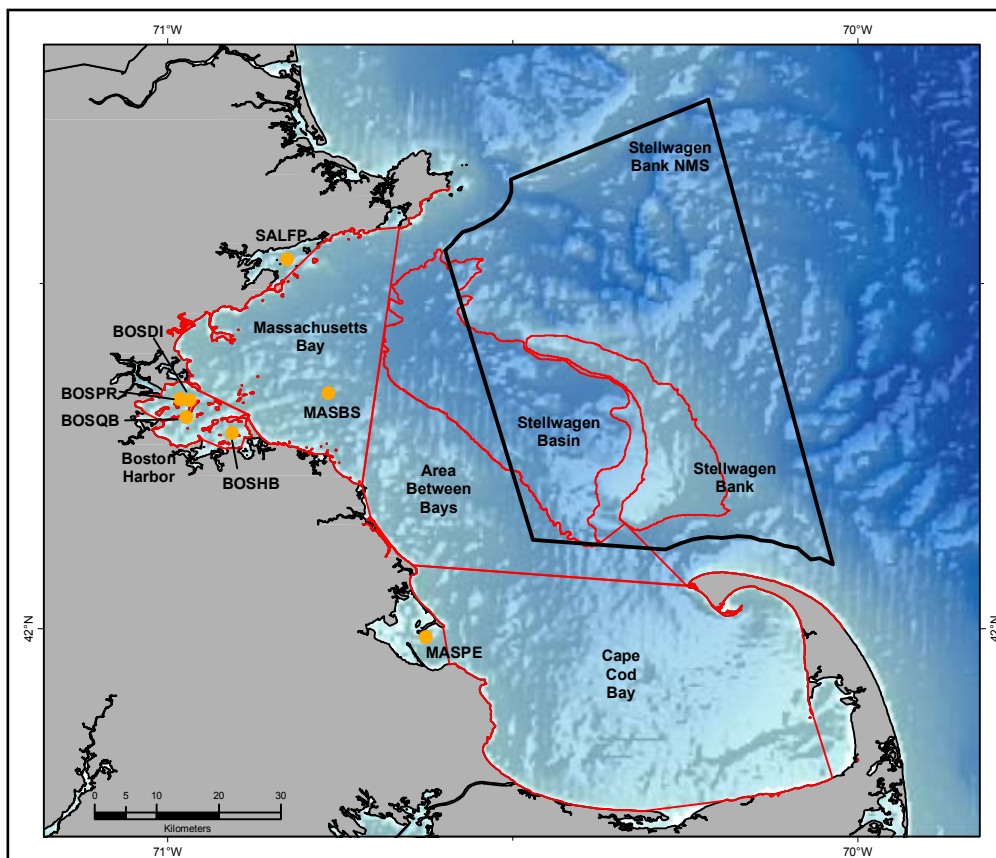 71°W
70°W
Stellwagen
Bank NMS
SALFP
BOSDI
Massachusetts
Bay
BOSPR
MASBS
BOSQB
Stellwagen
Basin
Boston
Harbor
BOSHB
Area
Between
Bays
Stellwagen
Bank
42°N
42°N
MASPE
Cape
Cod
Bay
0 5 10 20 30
Kilometers
71°W
70°W